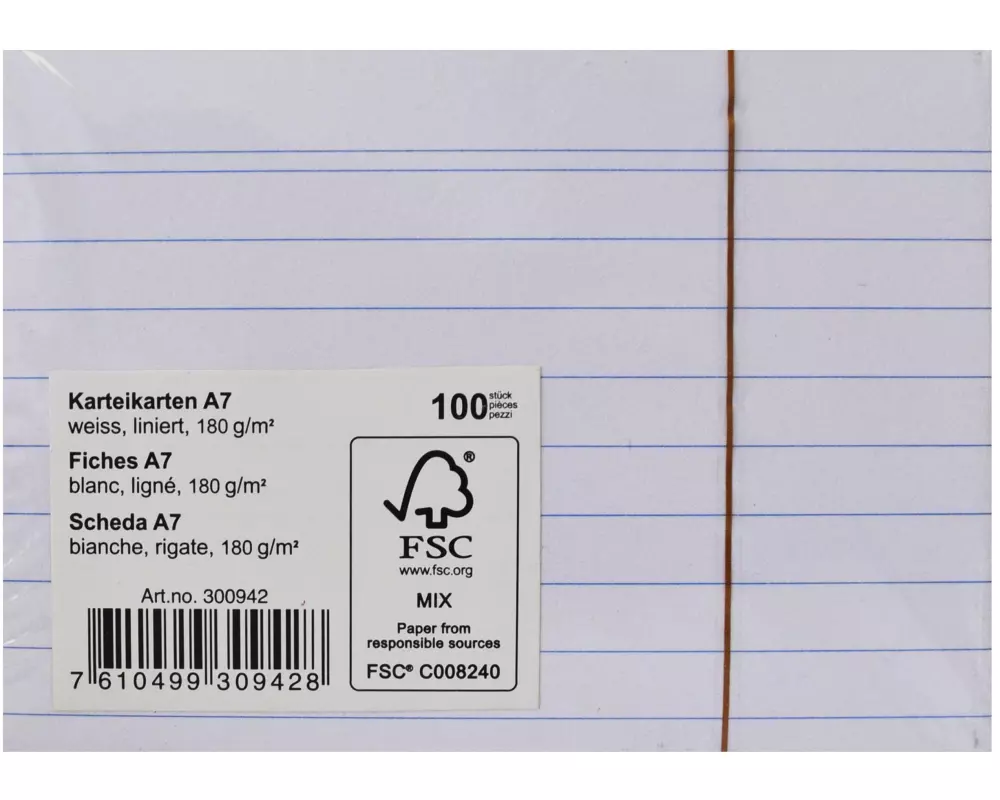 Karteikarten A7
weiss, liniert, 180 g/m²
Fiches A7
blanc, ligné, 180 g/m²
Scheda A7
bianche, rigate, 180 g/m²
Art.no. 300942
7 610499 309428
100 stück
pièces
pezzi
®
FSC
www.fsc.org
MIX
Paper from
responsible sources
FSC® C008240